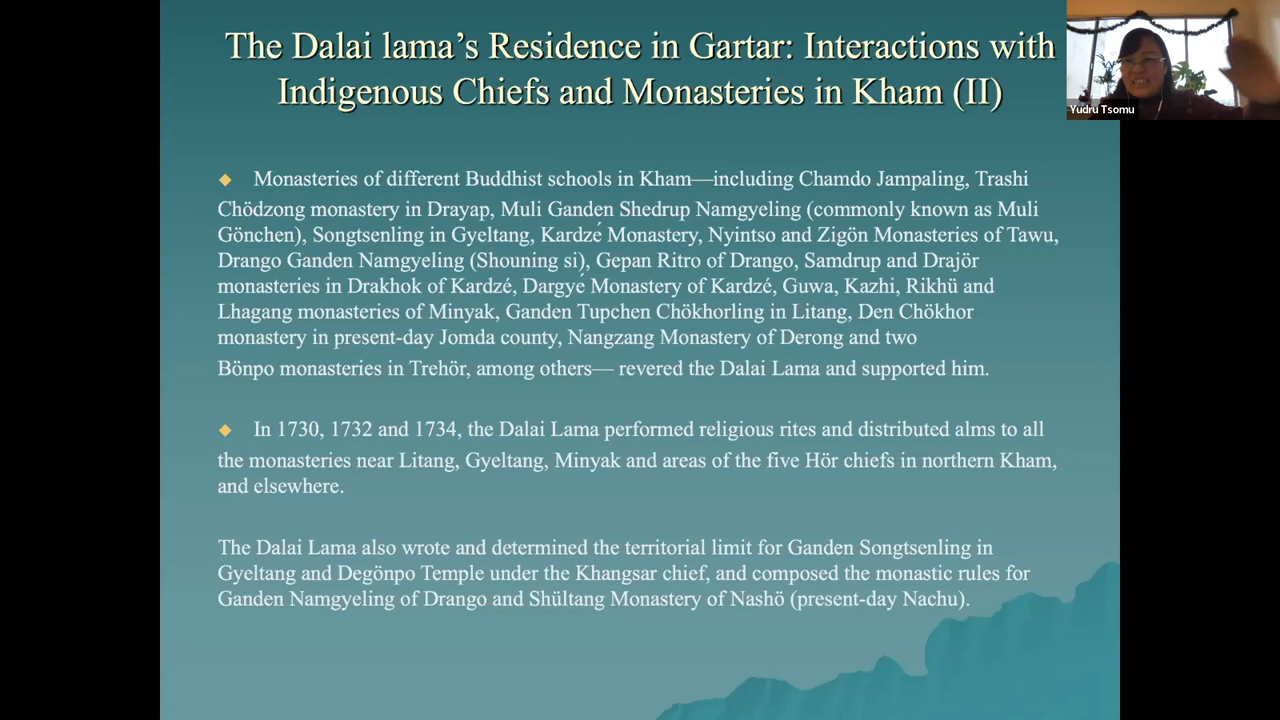 The Dalai lama’s Residence in Gartar: Interactions with
Indigenous Chiefs and Monasteries in Kham (II)
Yudru Tsomu
Monasteries of different Buddhist schools in Kham—including Chamdo Jampaling, Trashi
Chödzong monastery in Drayap, Muli Ganden Shedrup Namgyeling (commonly known as Muli
Gönchen), Songtsenling in Gyeltang, Kardzé Monastery, Nyintso and Zigön Monasteries of Tawu,
Drango Ganden Namgyeling (Shouning si), Gepan Ritro of Drango, Samdrup and Drajör
monasteries in Drakhok of Kardzé, Dargyé Monastery of Kardzé, Guwa, Kazhi, Rikhü and
Lhagang monasteries of Minyak, Ganden Tupchen Chökhorling in Litang, Den Chökhor
monastery in present-day Jomda county, Nangzang Monastery of Derong and two
Bönpo monasteries in Trehör, among others— revered the Dalai Lama and supported him.
In 1730, 1732 and 1734, the Dalai Lama performed religious rites and distributed alms to all
the monasteries near Litang, Gyeltang, Minyak and areas of the five Hör chiefs in northern Kham,
and elsewhere.
The Dalai Lama also wrote and determined the territorial limit for Ganden Songtsenling in
Gyeltang and Degönpo Temple under the Khangsar chief, and composed the monastic rules for
Ganden Namgyeling of Drango and Shültang Monastery of Nashö (present-day Nachu).